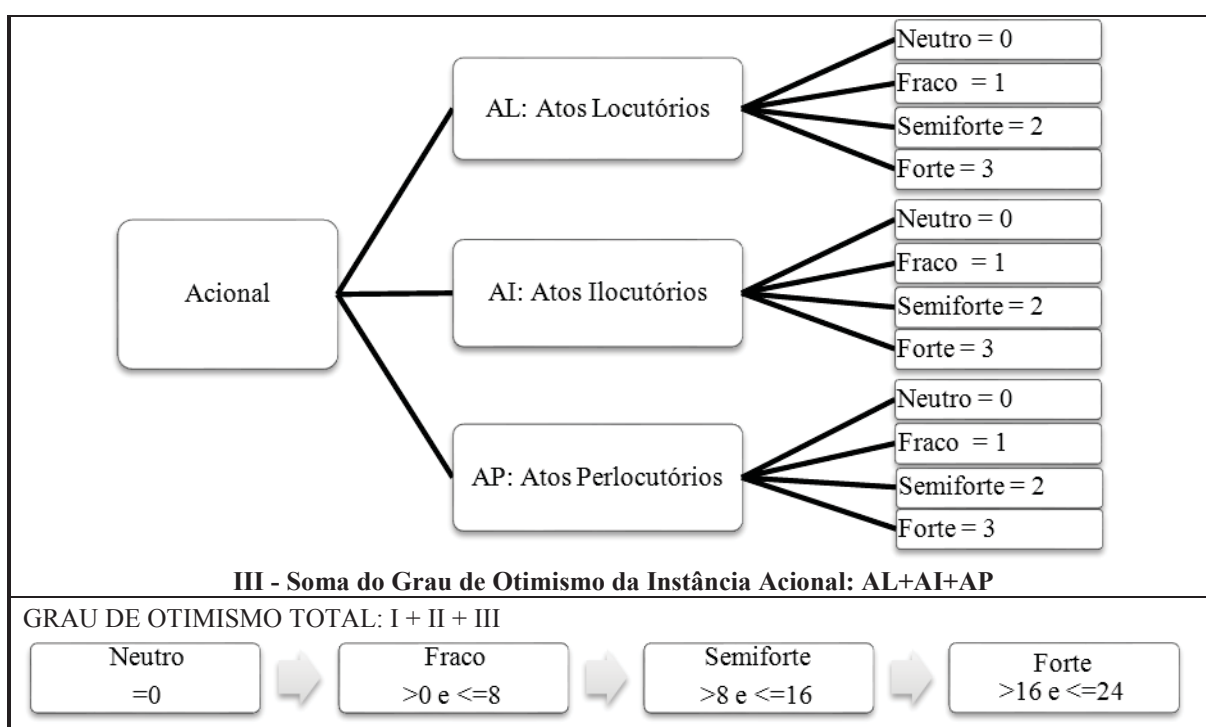 Acional
AL: Atos Locutórios
Neutro = 0
Fraco = 1
Semiforte = 2
Forte = 3
AI: Atos Ilocutórios
Neutro = 0
Fraco = 1
Semiforte = 2
Forte = 3
AP: Atos Perlocutórios
Neutro = 0
Fraco = 1
Semiforte = 2
Forte = 3
III - Soma do Grau de Otimismo da Instância Acional: AL+AI+AP
GRAU DE OTIMISMO TOTAL: I + II + III
Neutro
=0
Fraco
>0 e <=8
Semiforte
>8 e <=16
Forte
>16 e <=24